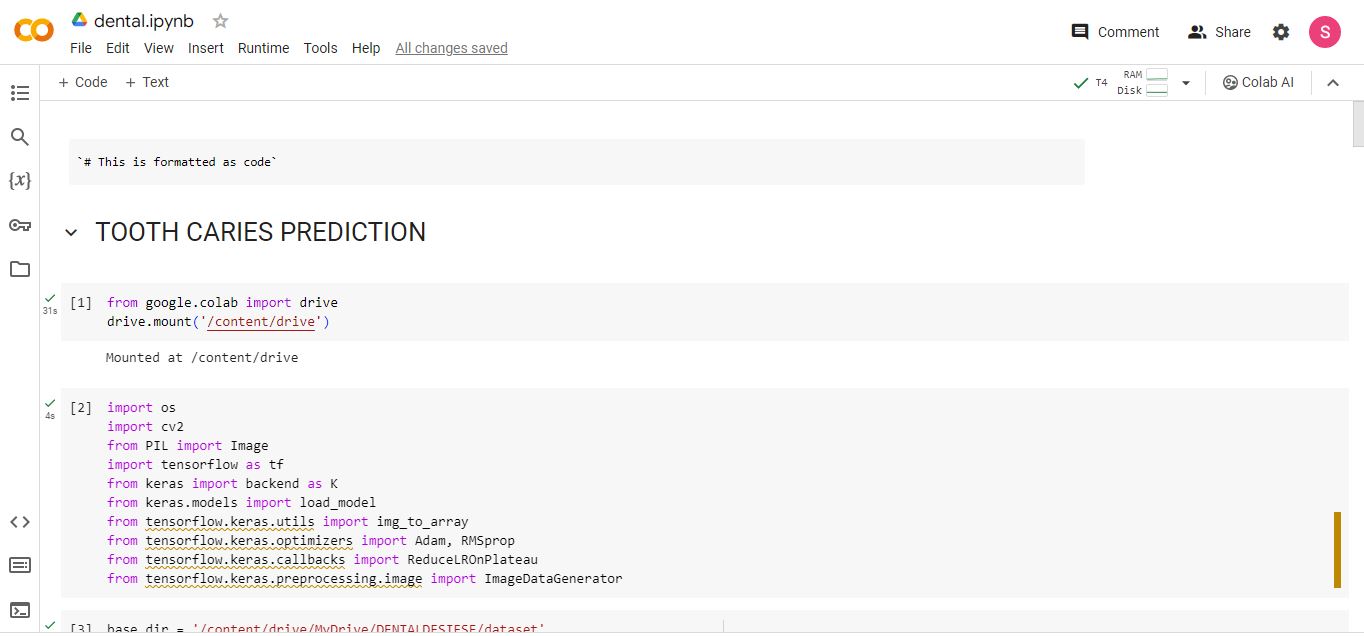 dental.ipynb
File Edit View Insert Runtime Tools Help All changes saved
Comment Share S
+ Code + Text
T4 RAM Disk Colab AI
`# This is formatted as code`
TOOTH CARIES PREDICTION
31s
[1] from google.colab import drive
drive.mount('/content/drive')
Mounted at /content/drive
4s
[2] import os
import cv2
from PIL import Image
import tensorflow as tf
from keras import backend as K
from keras.models import load_model
from tensorflow.keras.utils import img_to_array
from tensorflow.keras.optimizers import Adam, RMSprop
from tensorflow.keras.callbacks import ReduceLROnPlateau
from tensorflow.keras.preprocessing.image import ImageDataGenerator
[3] base_dir = '/content/drive/MyDrive/DENTALDESIESE/dataset'